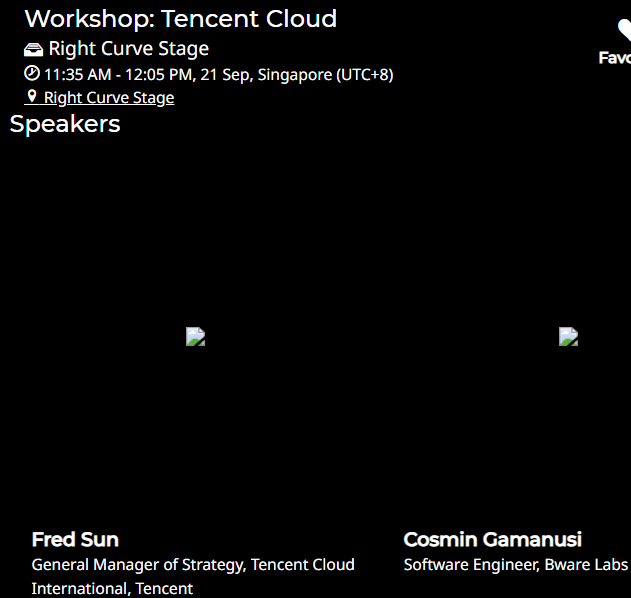 Workshop: Tencent Cloud
Right Curve Stage
11:35 AM - 12:05 PM, 21 Sep, Singapore (UTC+8)
Right Curve Stage
Favo
Speakers
Fred Sun
General Manager of Strategy, Tencent Cloud
International, Tencent
Cosmin Gamanusi
Software Engineer, Bware Labs